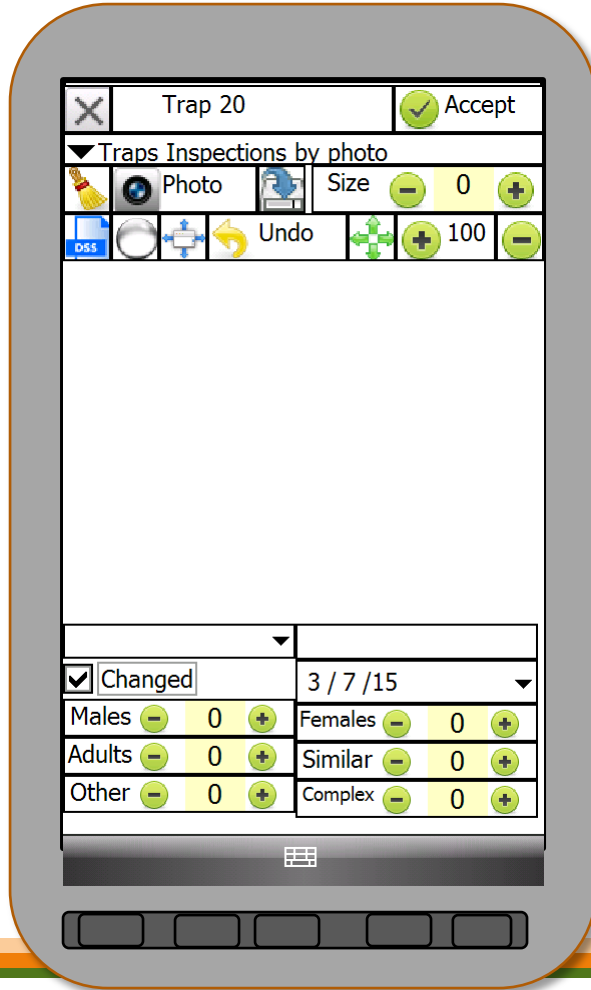 Trap 20 Accept
Traps Inspections by photo
Photo Size 0
DSS Undo 100
Changed 3 / 7 /15
Males 0 Females 0
Adults 0 Similar 0
Other 0 Complex 0